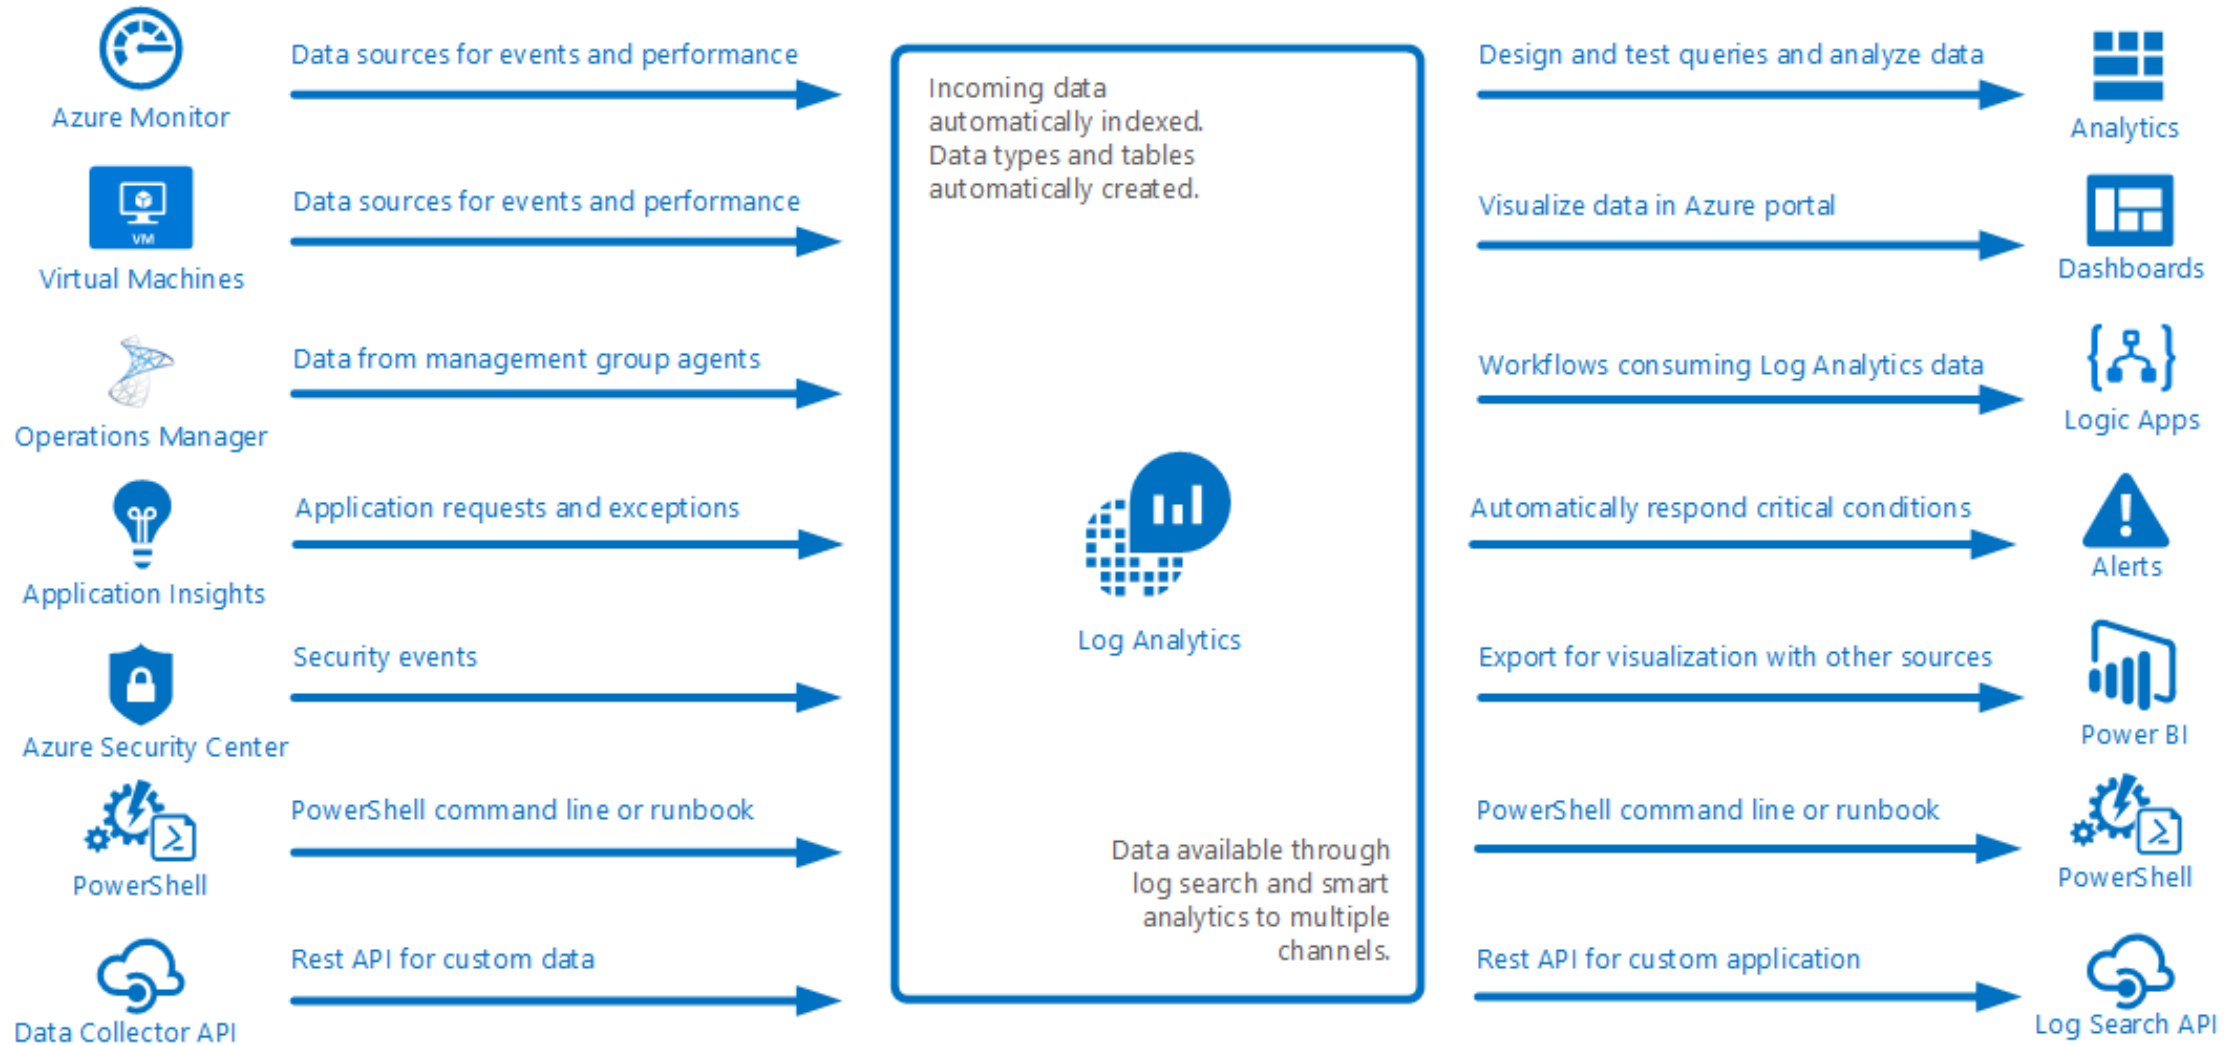 Azure Monitor
Data sources for events and performance
VM
Virtual Machines
Data sources for events and performance
Operations Manager
Data from management group agents
Application Insights
Application requests and exceptions
Azure Security Center
Security events
PowerShell
PowerShell command line or runbook
Data Collector API
Rest API for custom data
Incoming data
automatically indexed.
Data types and tables
automatically created.
Log Analytics
Data available through
log search and smart
analytics to multiple
channels.
Design and test queries and analyze data
Analytics
Visualize data in Azure portal
Dashboards
Workflows consuming Log Analytics data
Logic Apps
Automatically respond critical conditions
Alerts
Export for visualization with other sources
Power BI
PowerShell command line or runbook
PowerShell
Rest API for custom application
Log Search API